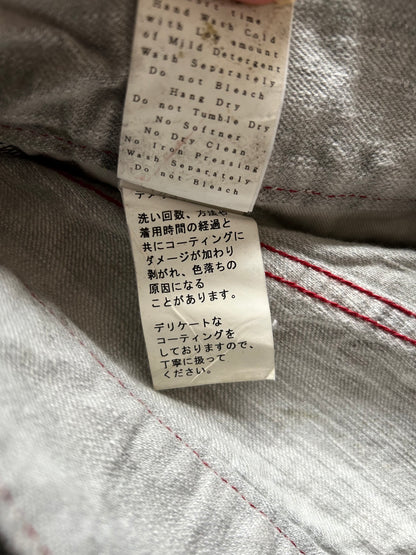 time
Hand Wash Cold
with Low amount
of Mild Detergent
Wash Separately
Do not Bleach
Hang Dry
Do not Tumble Dry
No Softner
No Dry Clean
No Iron Pressing
Wash Separately
Do not Bleach
洗い回数、方法や
着用時間の経過と
共にコーティングに
ダメージが加わり
剥がれ、色落ちの
原因になる
ことがあります。
デリケートな
コーティングを
しておりますので、
丁寧に扱って
ください。